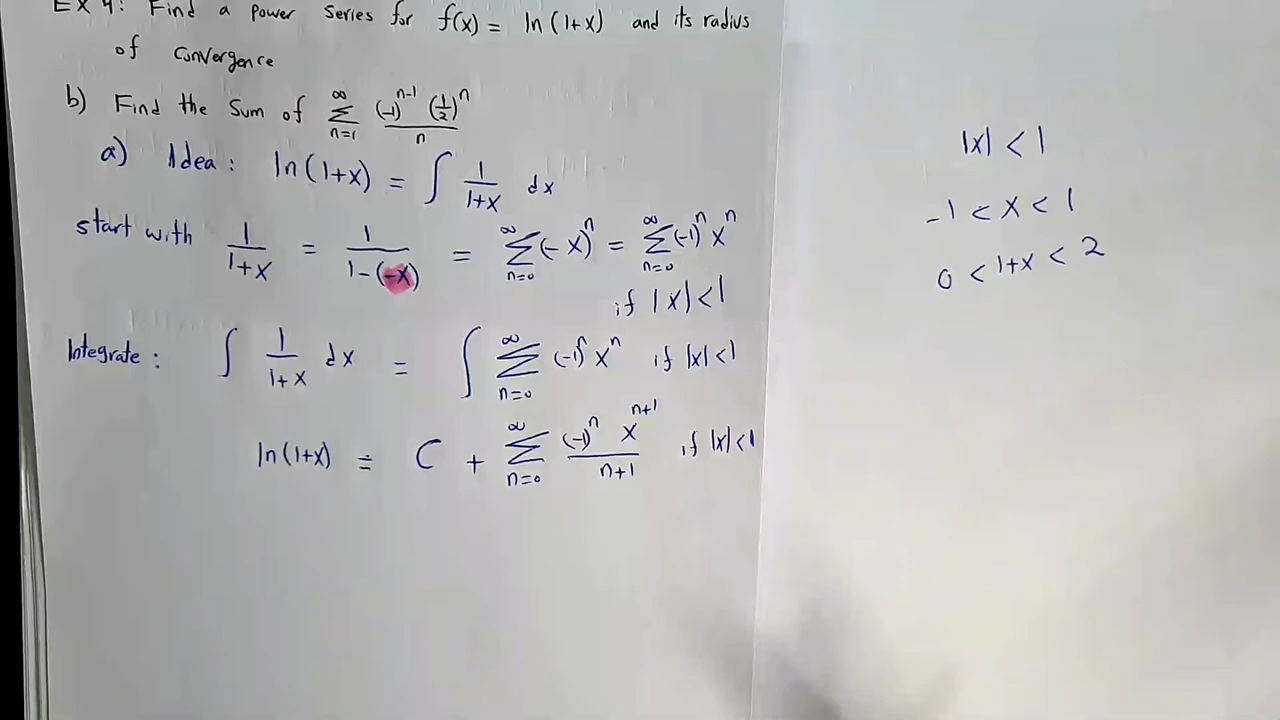 EX 4: Find a power series for f(x) = ln(1+x) and its radius
of convergence
b) Find the sum of ∑_{n=1}^{∞} (-1)^{n-1} (1/2)^n / n
a) Idea: ln(1+x) = ∫ 1/(1+x) dx
start with 1/(1+x) = 1/(1-(-x)) = ∑_{n=0}^{∞} (-x)^n = ∑_{n=0}^{∞} (-1)^n x^n
if |x|<1
Integrate: ∫ 1/(1+x) dx = ∫ ∑_{n=0}^{∞} (-1)^n x^n if |x|<1
ln(1+x) = C + ∑_{n=0}^{∞} (-1)^n x^{n+1} / (n+1) if |x|<1
|x| < 1
-1 < x < 1
0 < 1+x < 2